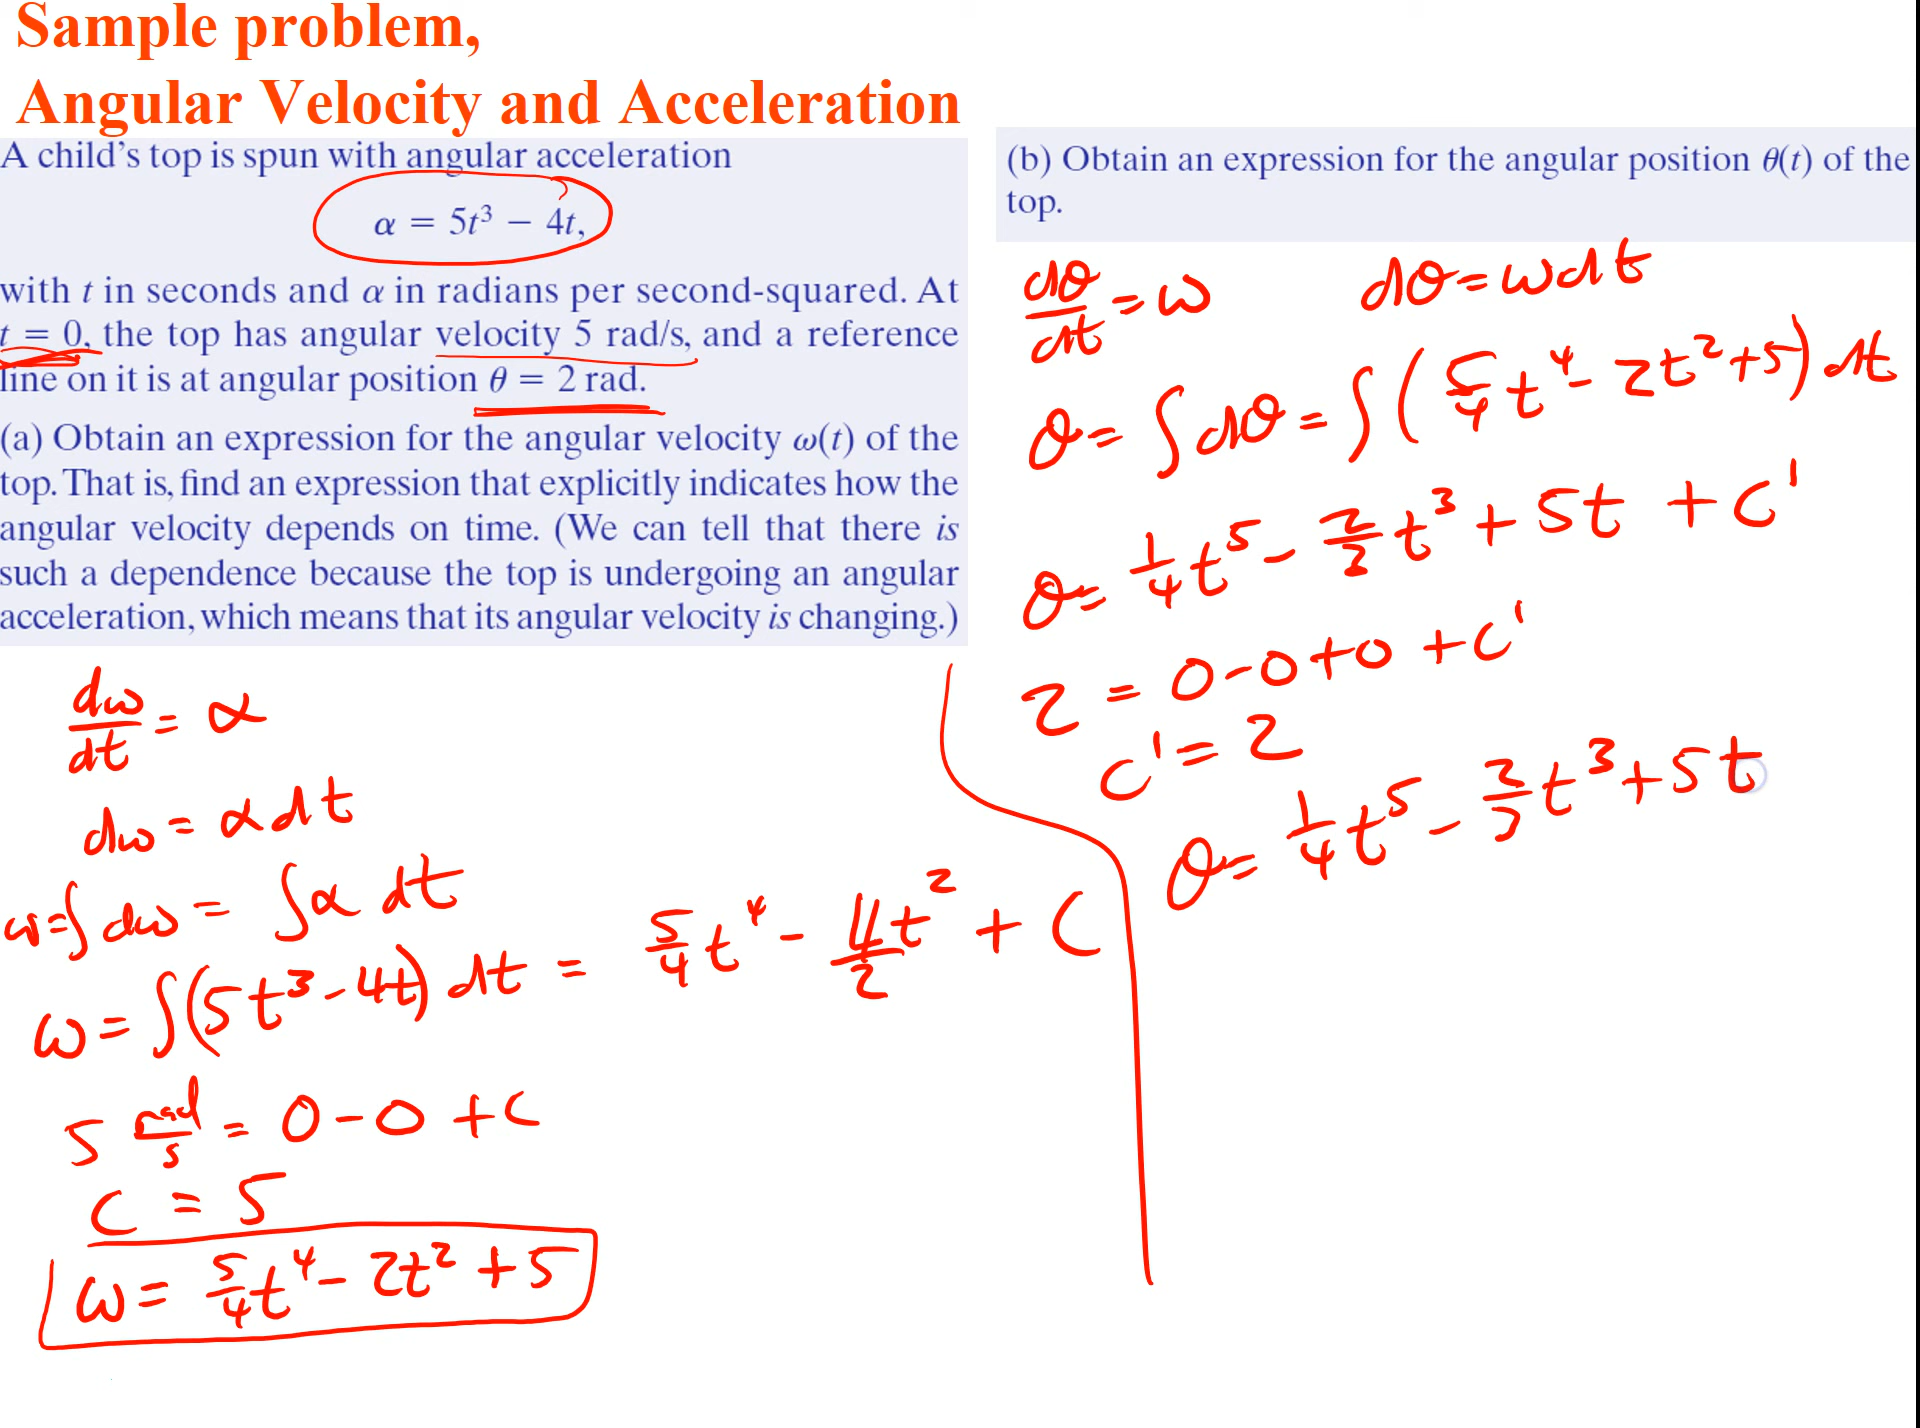 Sample problem,
Angular Velocity and Acceleration
A child's top is spun with angular acceleration
α = 5t³ − 4t,
with t in seconds and α in radians per second-squared. At
t = 0, the top has angular velocity 5 rad/s, and a reference
line on it is at angular position θ = 2 rad.
(a) Obtain an expression for the angular velocity ω(t) of the
top. That is, find an expression that explicitly indicates how the
angular velocity depends on time. (We can tell that there is
such a dependence because the top is undergoing an angular
acceleration, which means that its angular velocity is changing.)
dω/dt = α
dω = α dt
ω = ∫ dω = ∫ α dt
ω = ∫(5t³ - 4t) dt = 5/4 t⁴ - 4/2 t² + C
5 rad/s = 0 - 0 + C
C = 5
ω = 5/4 t⁴ - 2t² + 5
(b) Obtain an expression for the angular position θ(t) of the
top.
dθ/dt = ω dθ = ω dt
θ = ∫ dθ = ∫ (5/4 t⁴ - 2t² + 5) dt
θ = 1/4 t⁵ - 2/3 t³ + 5t + C'
2 = 0 - 0 + 0 + C'
C' = 2
θ = 1/4 t⁵ - 2/3 t³ + 5t